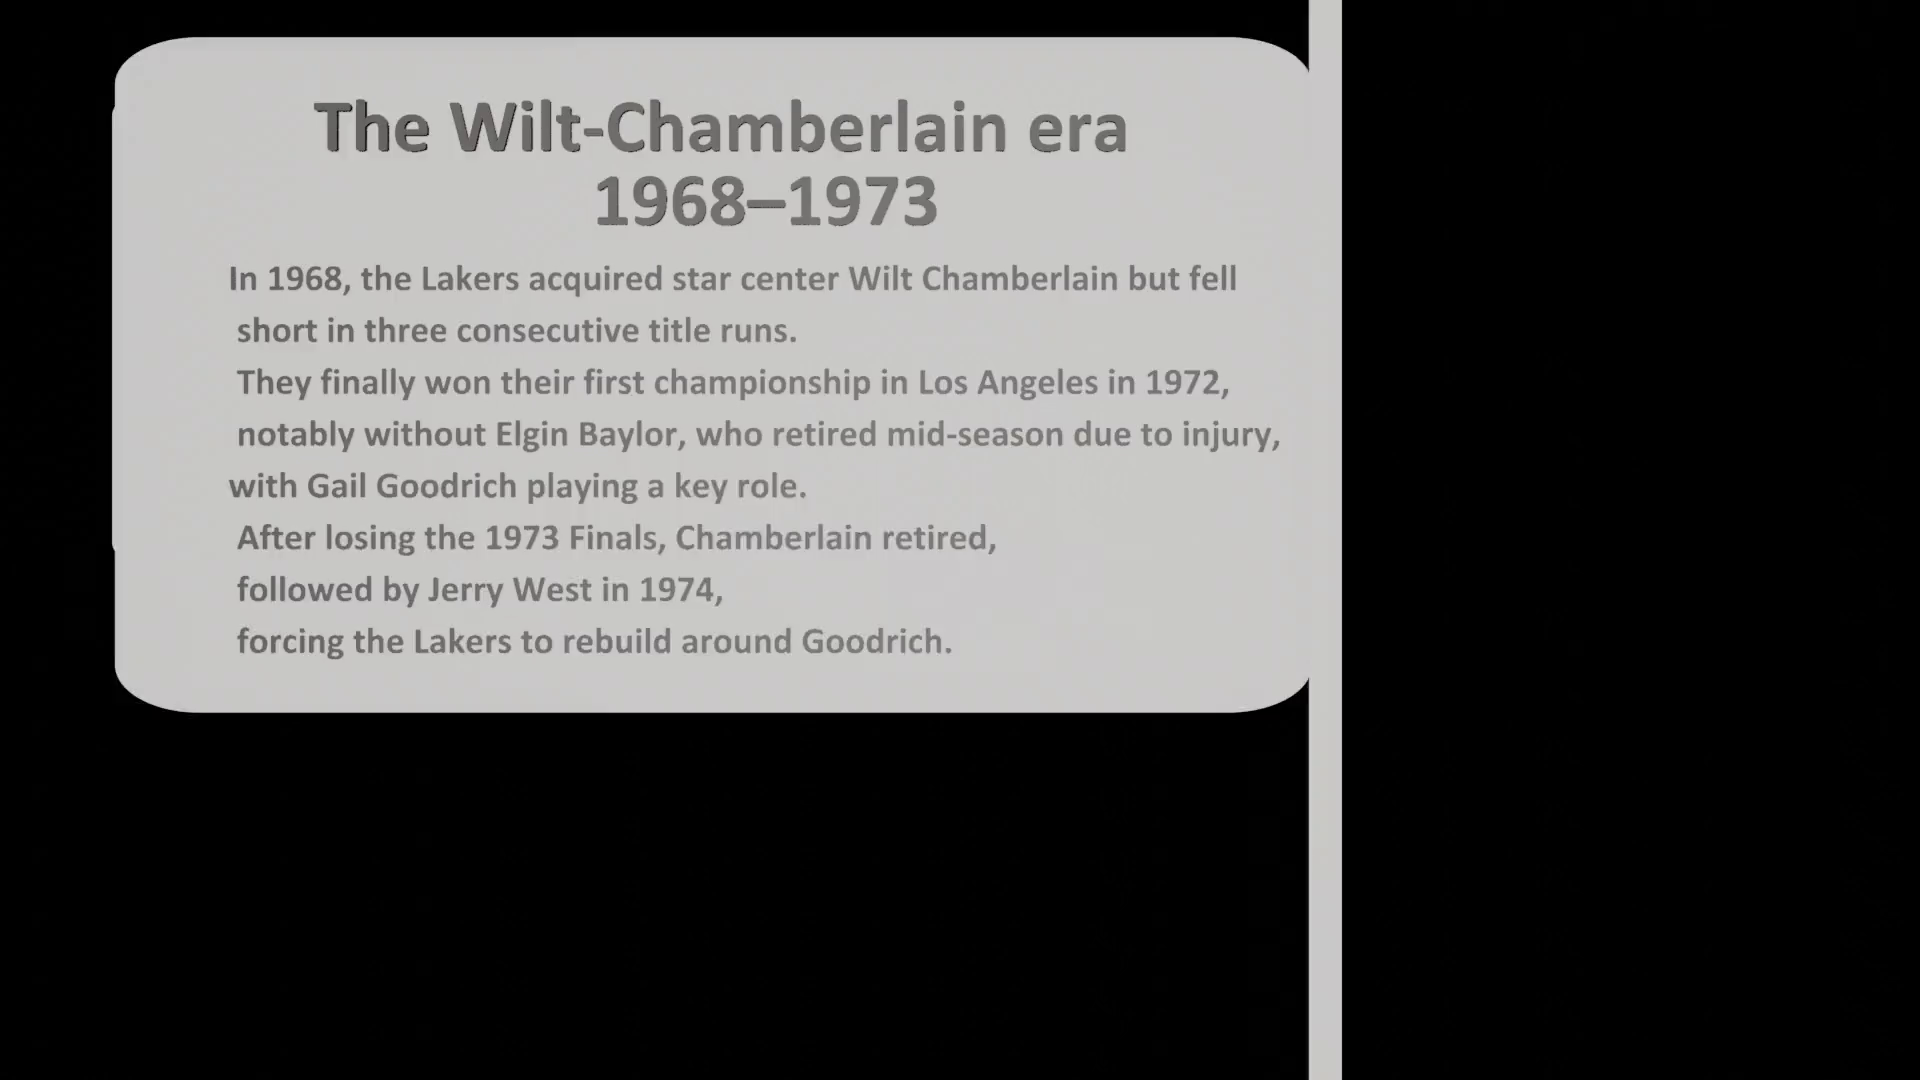 The Wilt-Chamberlain era
1968–1973
In 1968, the Lakers acquired star center Wilt Chamberlain but fell
short in three consecutive title runs.
They finally won their first championship in Los Angeles in 1972,
notably without Elgin Baylor, who retired mid-season due to injury,
with Gail Goodrich playing a key role.
After losing the 1973 Finals, Chamberlain retired,
followed by Jerry West in 1974,
forcing the Lakers to rebuild around Goodrich.